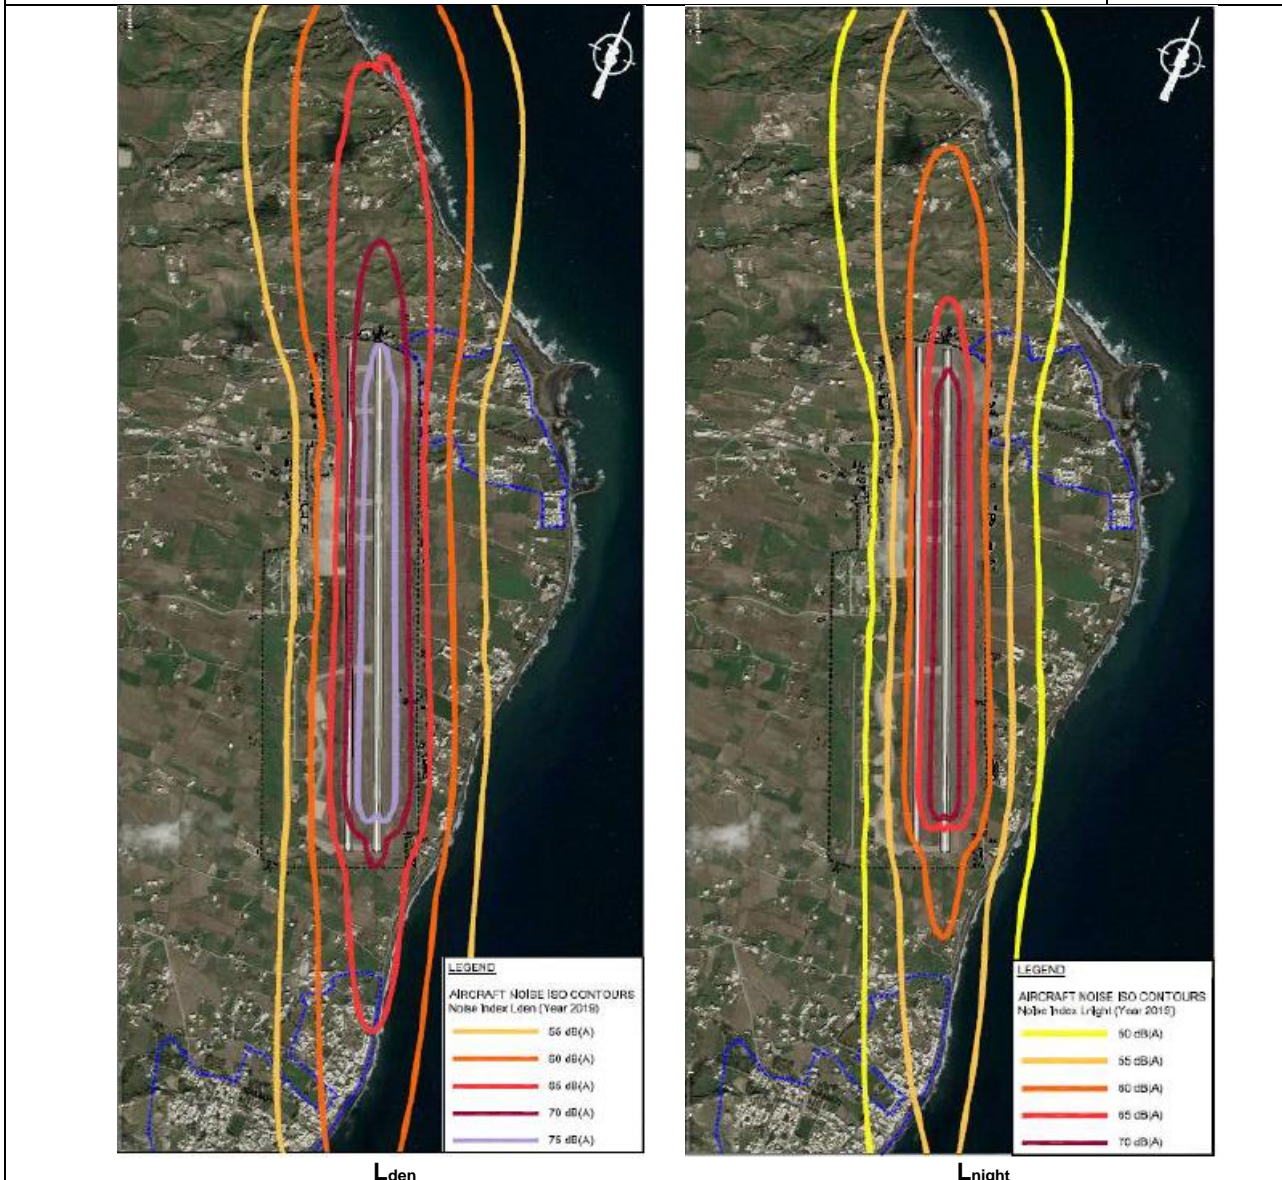 LEGEND
AIRCRAFT NOISE ISO CONTOURS
Noise Index Lden (Year 2019)
55 dB(A)
60 dB(A)
65 dB(A)
70 dB(A)
75 dB(A)
Lden
LEGEND
AIRCRAFT NOISE ISO CONTOURS
Noise Index Lnight (Year 2019)
50 dB(A)
55 dB(A)
60 dB(A)
65 dB(A)
70 dB(A)
Lnight